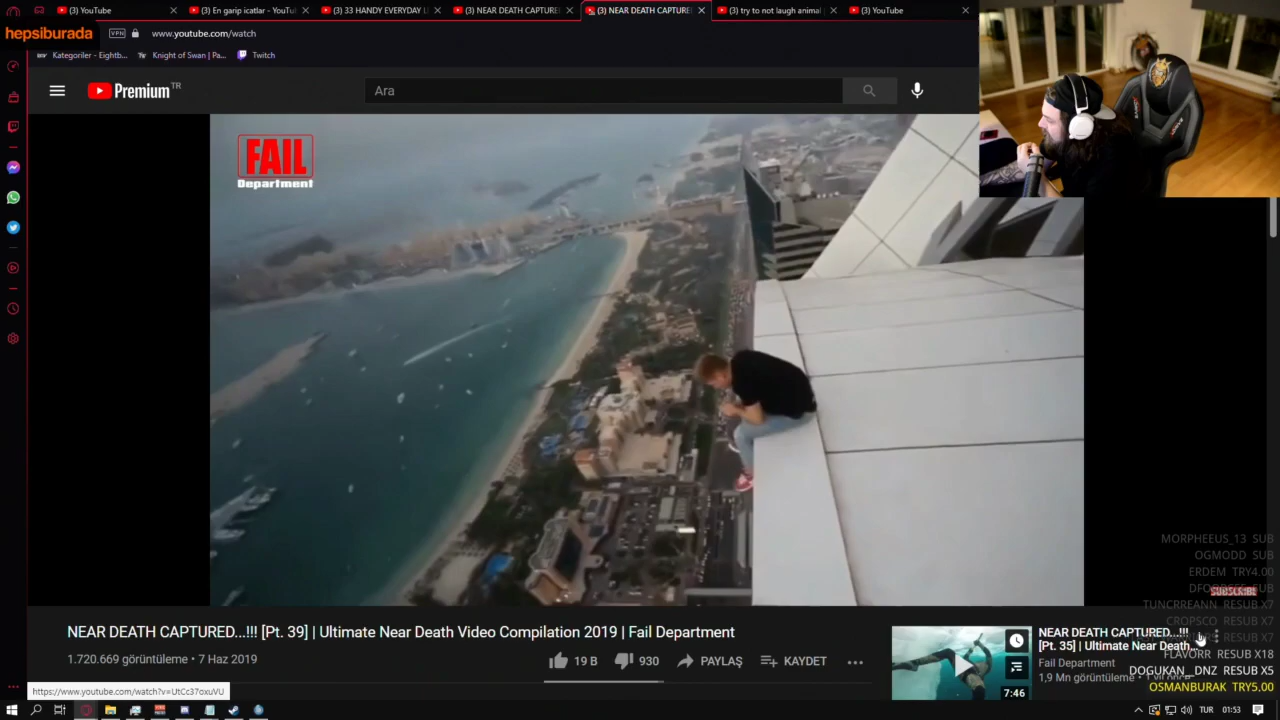 (3) YouTube
(3) En garip icatlar - YouTu
(3) 33 HANDY EVERYDAY L
(3) NEAR DEATH CAPTURE
(3) NEAR DEATH CAPTURE
(3) try to not laugh animal
(3) YouTube
hepsiburada
VPN
www.youtube.com/watch
Kategoriler - Eightb...
Knight of Swan | Pa...
Twitch
Premium TR
Ara
FAIL
Department
SUBSCRIBE
NEAR DEATH CAPTURED...!!! [Pt. 39] | Ultimate Near Death Video Compilation 2019 | Fail Department
1.720.669 görüntüleme • 7 Haz 2019
19 B
930
PAYLAŞ
KAYDET
NEAR DEATH CAPTURED...!!!
[Pt. 35] | Ultimate Near Death...
Fail Department
1,9 Mn görüntüleme
7:46
MORPHEEUS_13 SUB
OGMODD SUB
ERDEM TRY4.00
TUNCRREANN RESUB X7
CROPSCO RESUB X7
RESUB X7
FLAVORR RESUB X18
DOGUKAN__DNZ RESUB X5
OSMANBURAK TRY5,00
https://www.youtube.com/watch?v=UtCc37oxuVU
TUR
01:53